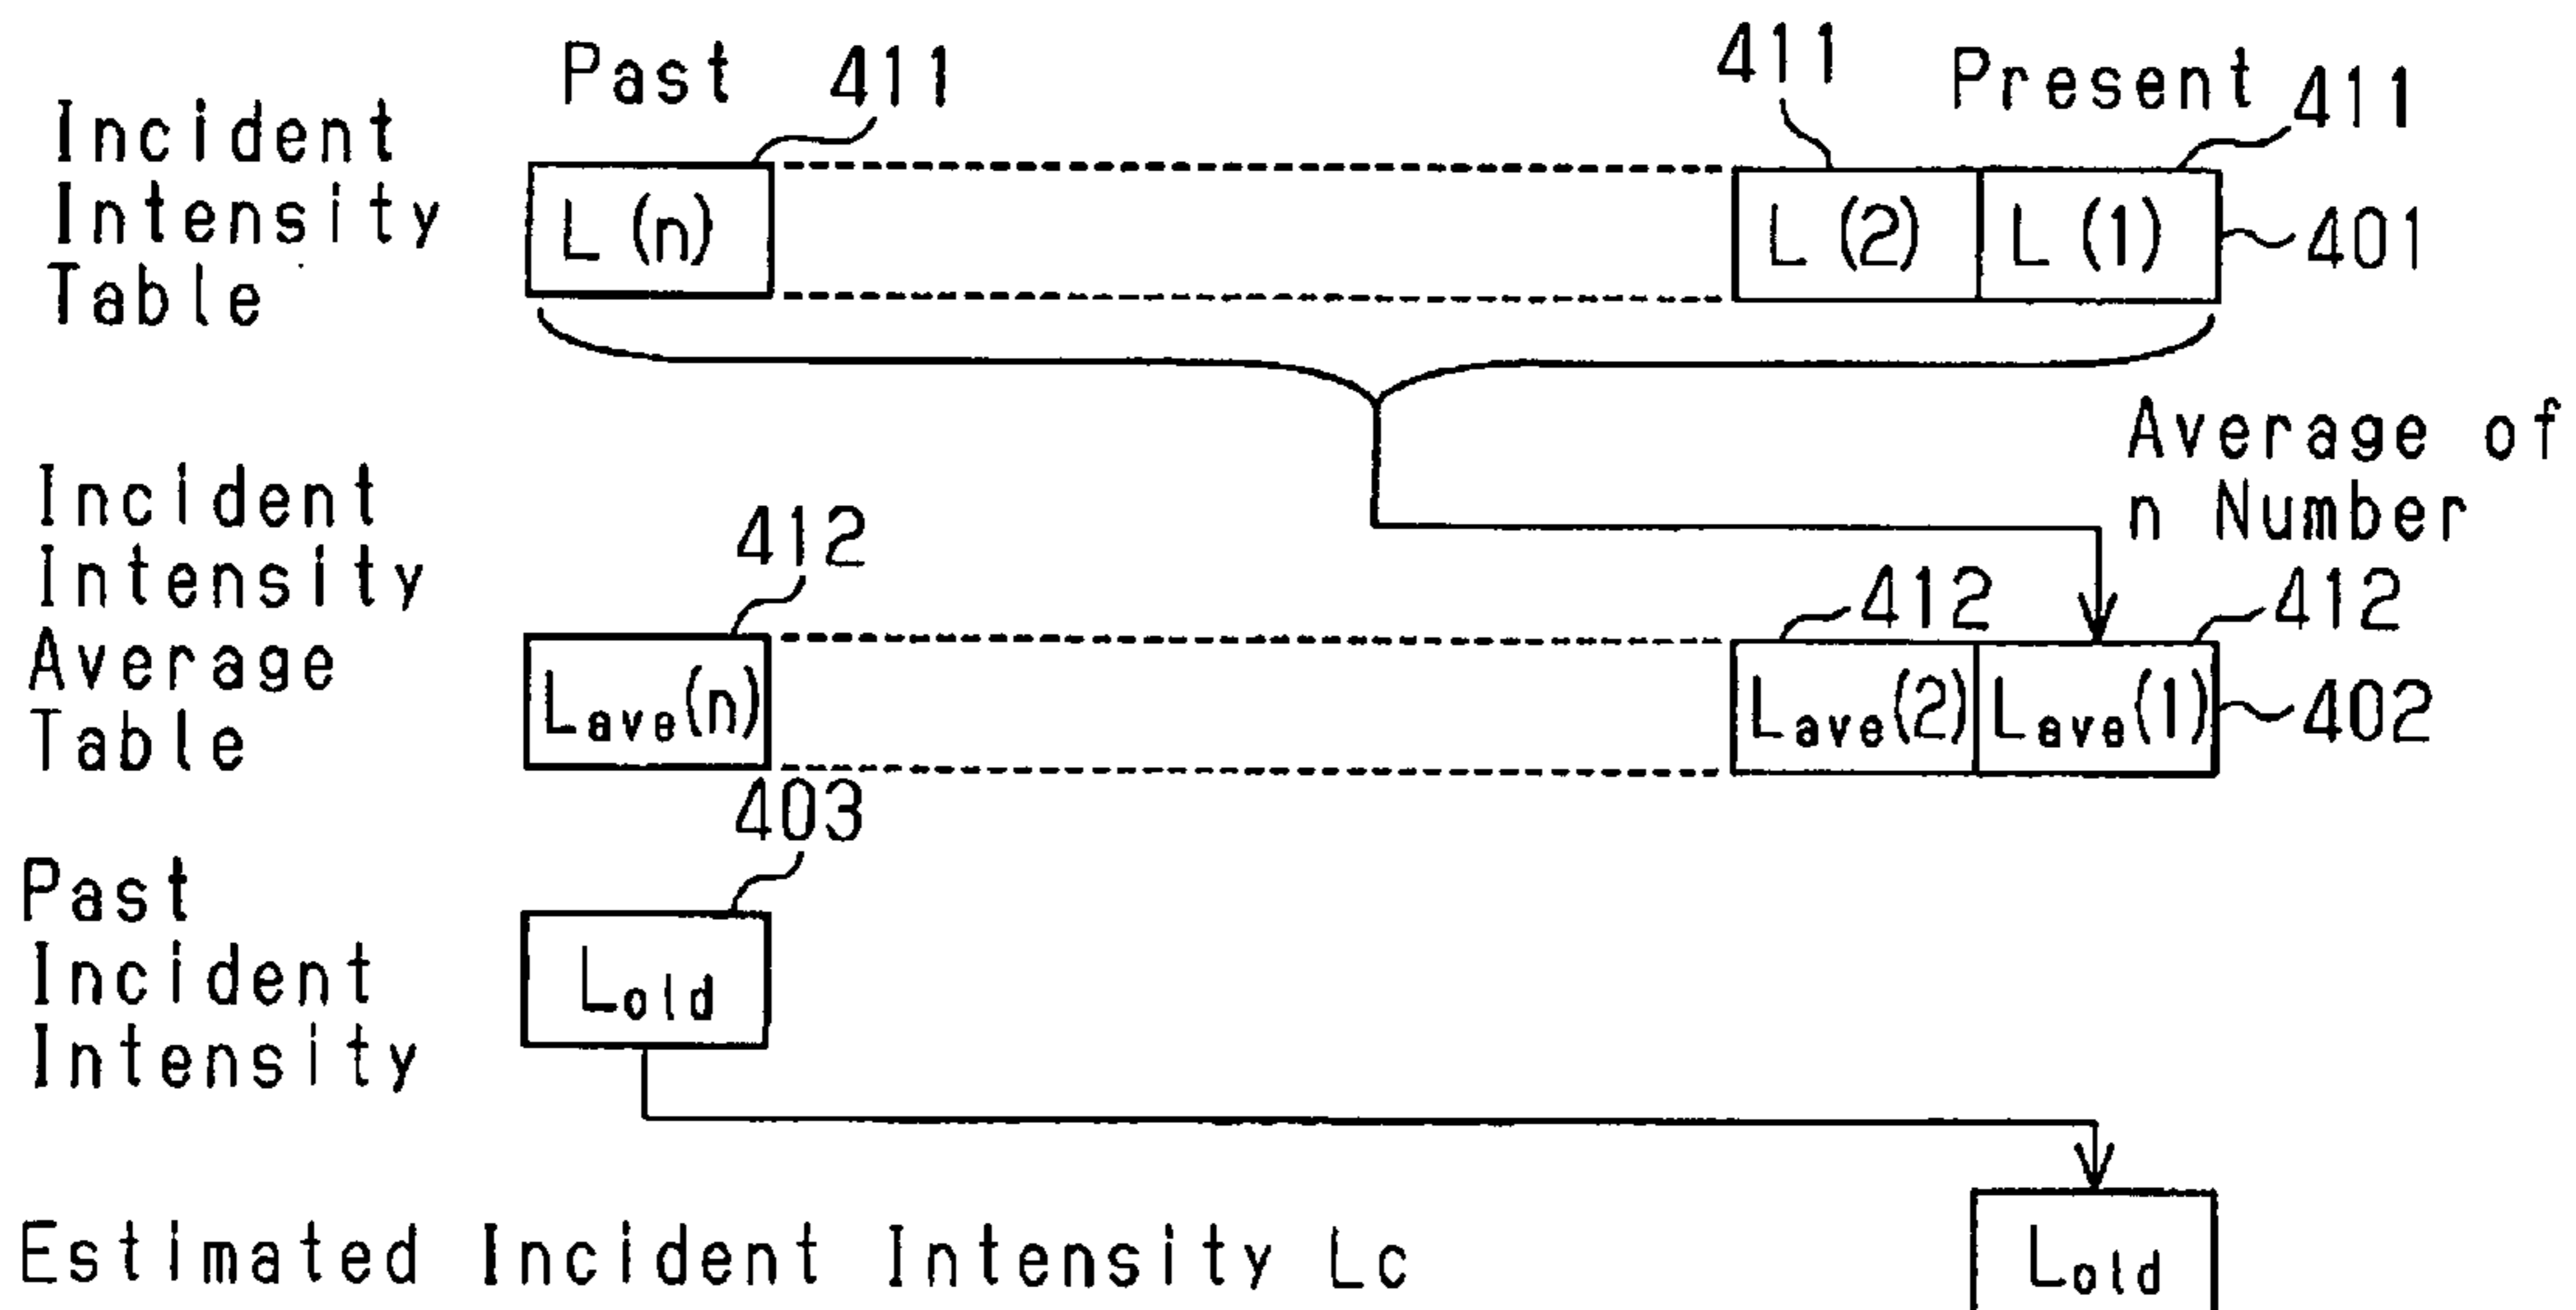 Past 411 411 Present 411
Incident
Intensity
Table
L (n) L (2) L (1) 401
Average of
n Number
Incident
Intensity
Average
Table
412 412 412
Lave(n) Lave(2) Lave(1) 402
403
Past
Incident
Intensity
Lold
Estimated Incident Intensity Lc Lold